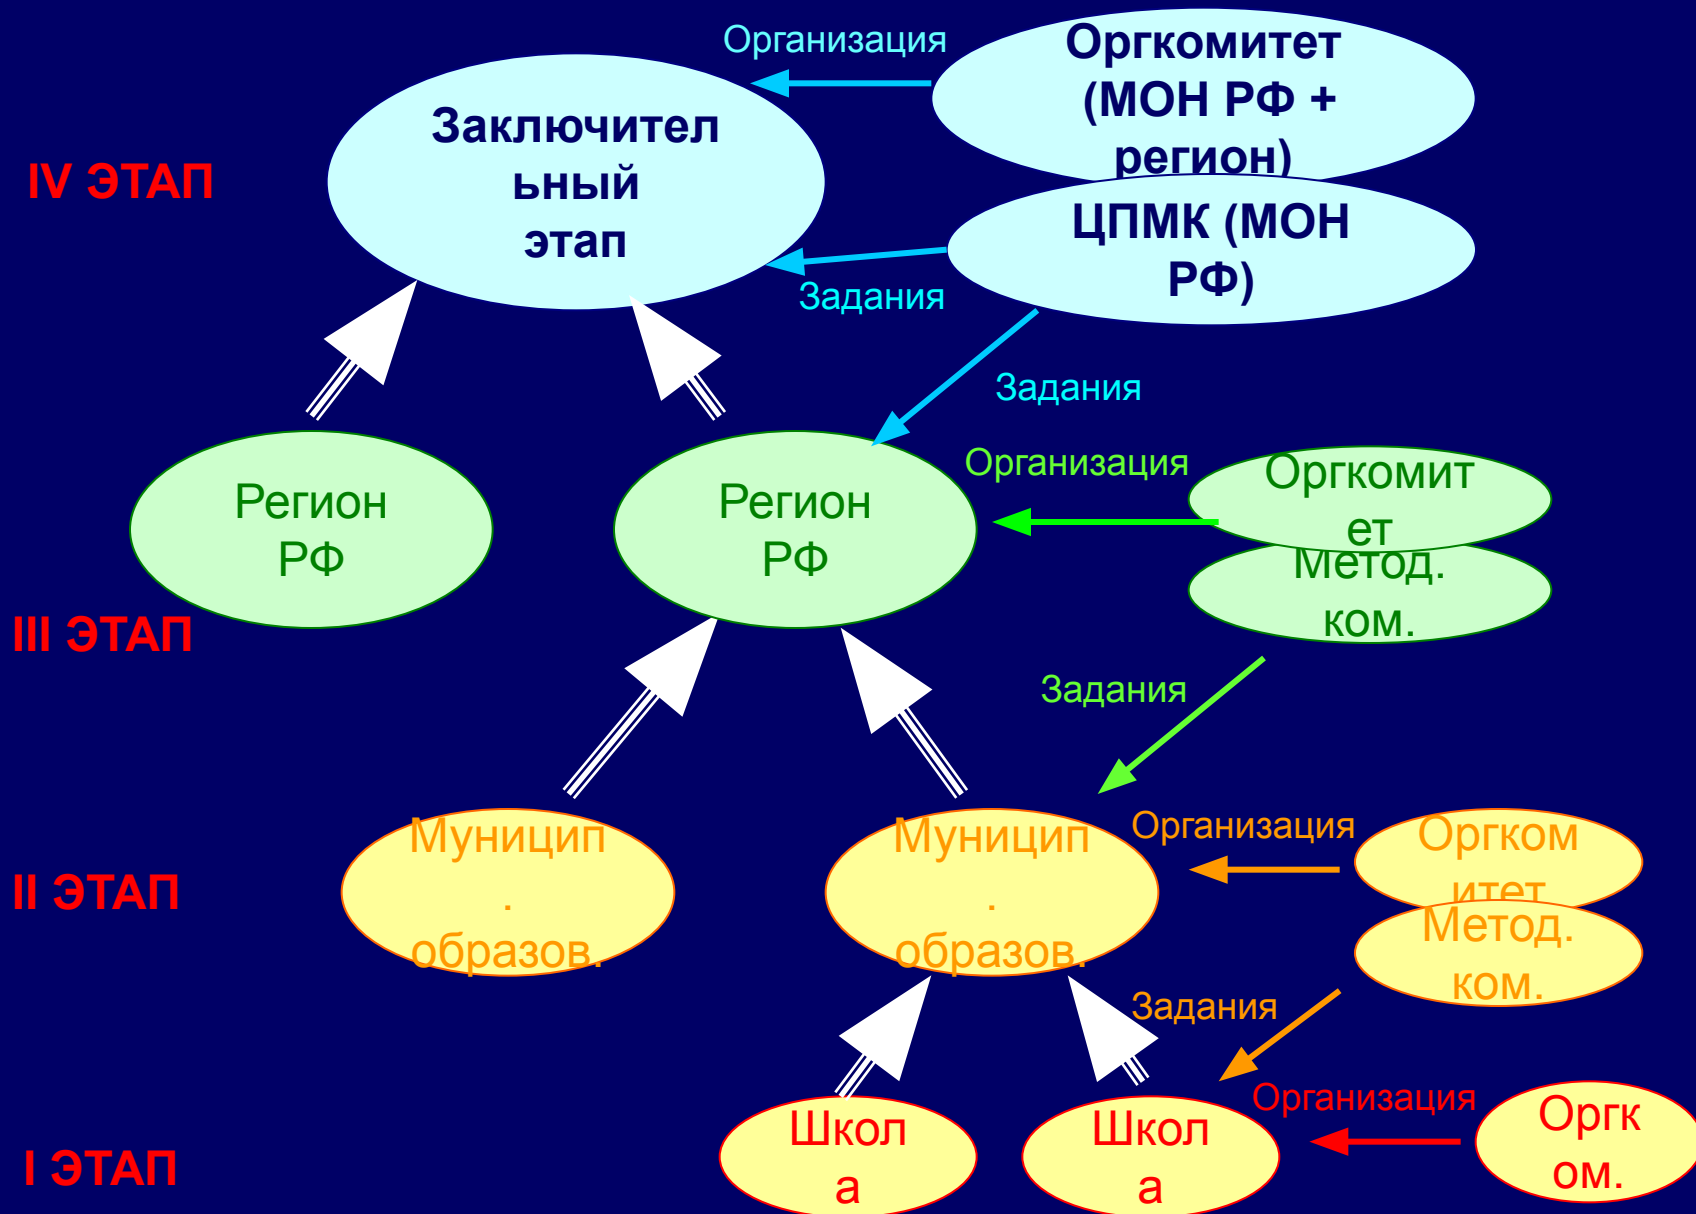 Организация
Оргкомитет
(МОН РФ +
регион)
Заключител
ьный
этап
IV ЭТАП
ЦПМК (МОН
РФ)
Задания
Задания
Регион
РФ
Регион
РФ
Организация
Оргкомит
ет
Метод.
ком.
III ЭТАП
Задания
Муницип
.
образов.
Муницип
.
образов.
Организация
Оргком
итет
Метод.
ком.
II ЭТАП
Задания
Школ
а
Школ
а
Организация
Оргк
ом.
I ЭТАП